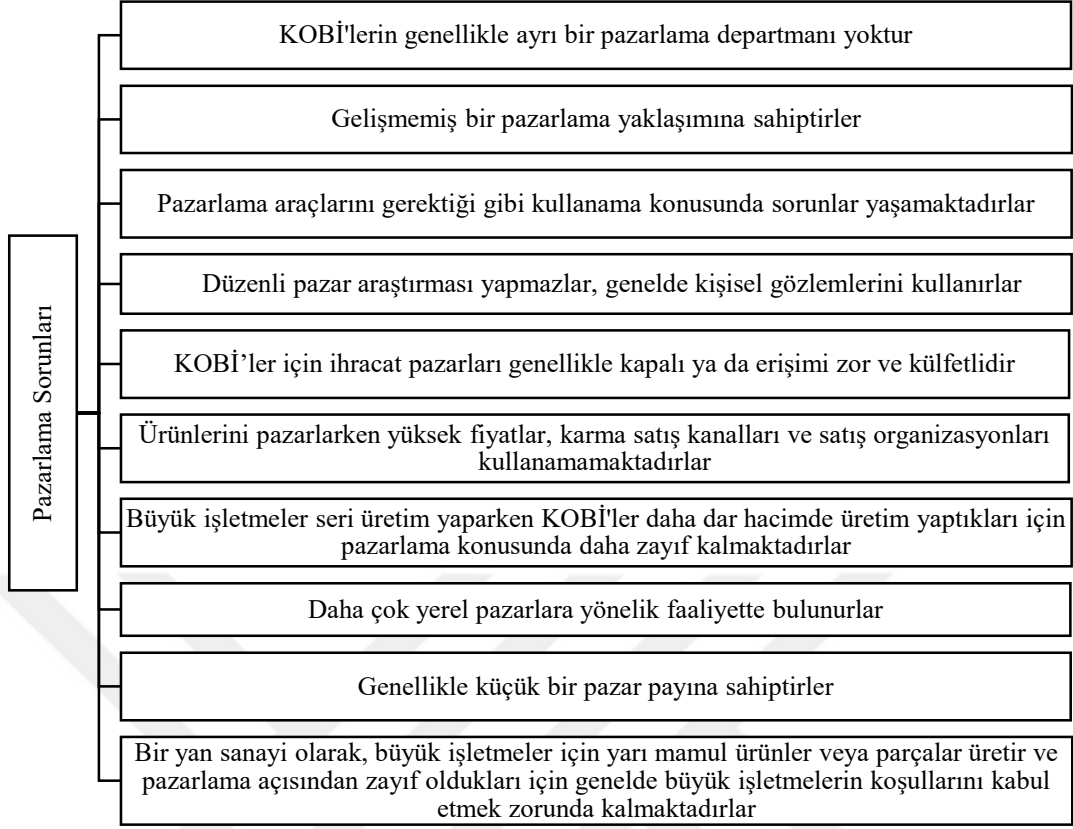 Pazarlama Sorunları
KOBİ'lerin genellikle ayrı bir pazarlama departmanı yoktur
Gelişmemiş bir pazarlama yaklaşımına sahiptirler
Pazarlama araçlarını gerektiği gibi kullanama konusunda sorunlar yaşamaktadırlar
Düzenli pazar araştırması yapmazlar, genelde kişisel gözlemlerini kullanırlar
KOBİ’ler için ihracat pazarları genellikle kapalı ya da erişimi zor ve külfetlidir
Ürünlerini pazarlarken yüksek fiyatlar, karma satış kanalları ve satış organizasyonları
kullanamamaktadırlar
Büyük işletmeler seri üretim yaparken KOBİ'ler daha dar hacimde üretim yaptıkları için
pazarlama konusunda daha zayıf kalmaktadırlar
Daha çok yerel pazarlara yönelik faaliyette bulunurlar
Genellikle küçük bir pazar payına sahiptirler
Bir yan sanayi olarak, büyük işletmeler için yarı mamul ürünler veya parçalar üretir ve
pazarlama açısından zayıf oldukları için genelde büyük işletmelerin koşullarını kabul
etmek zorunda kalmaktadırlar